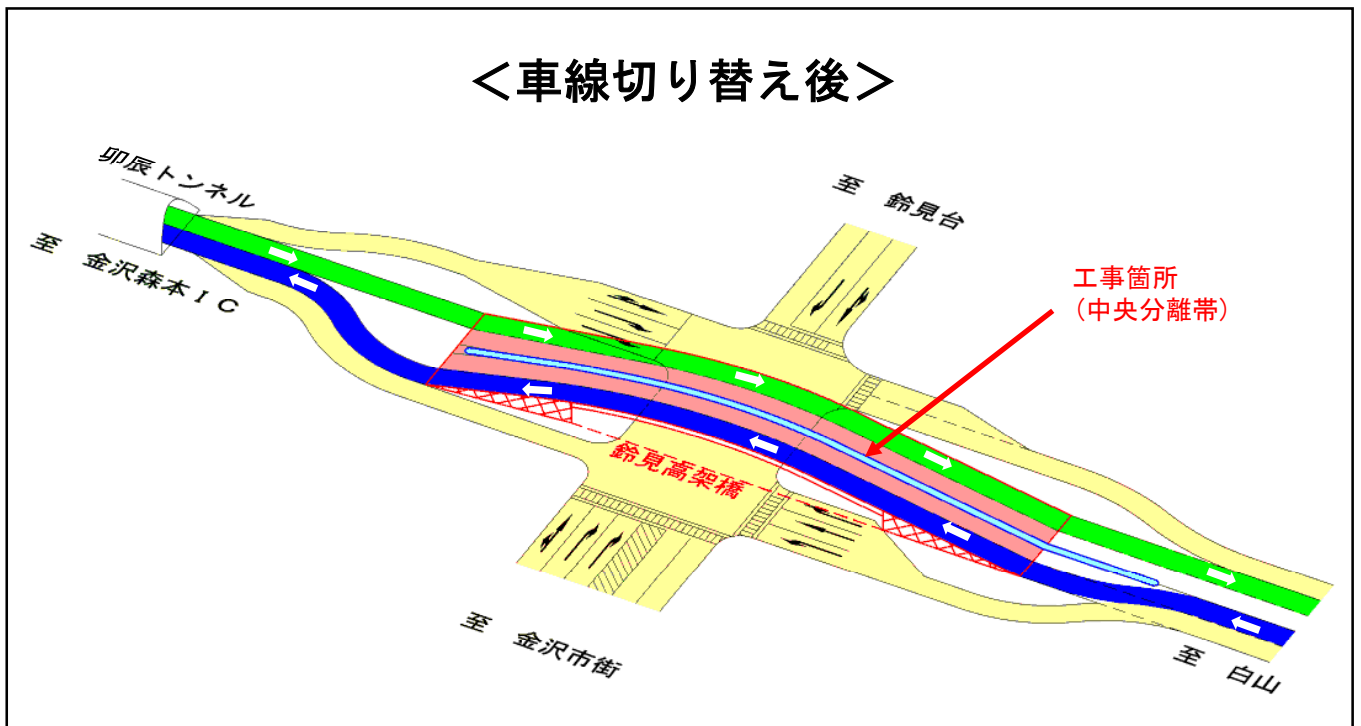 ＜車線切り替え後＞
卯辰トンネル
至　金沢森本ＩＣ
至　鈴見台
工事箇所
（中央分離帯）
鈴見高架橋
至　金沢市街
至　白山